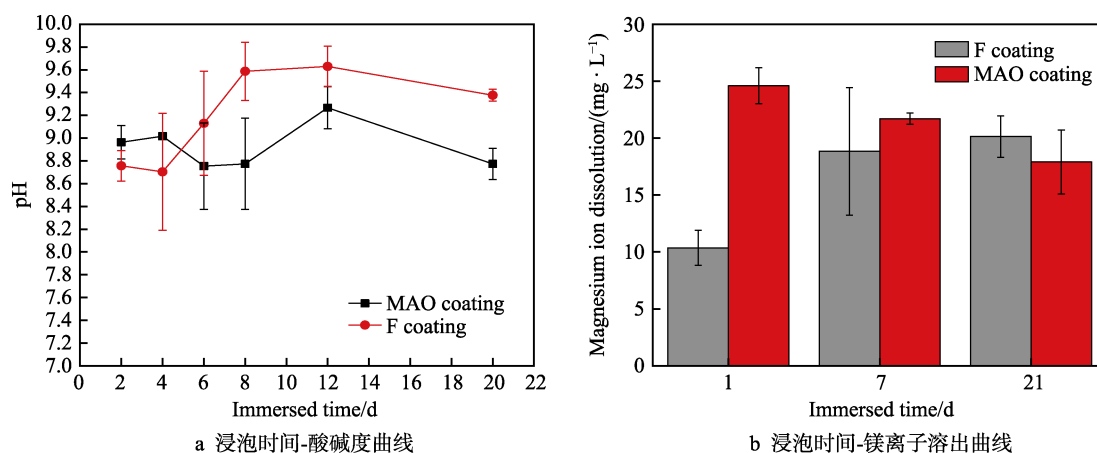 10.0
9.8
9.6
9.4
9.2
9.0
8.8
8.6
8.4
8.2
8.0
7.8
7.6
7.4
7.2
7.0
pH
MAO coating
F coating
0 2 4 6 8 10 12 14 16 18 20 22
Immersed time/d
a 浸泡时间-酸碱度曲线
30
25
20
15
10
5
0
Magnesium ion dissolution/(mg · L⁻¹)
F coating
MAO coating
1 7 21
Immersed time/d
b 浸泡时间-镁离子溶出曲线